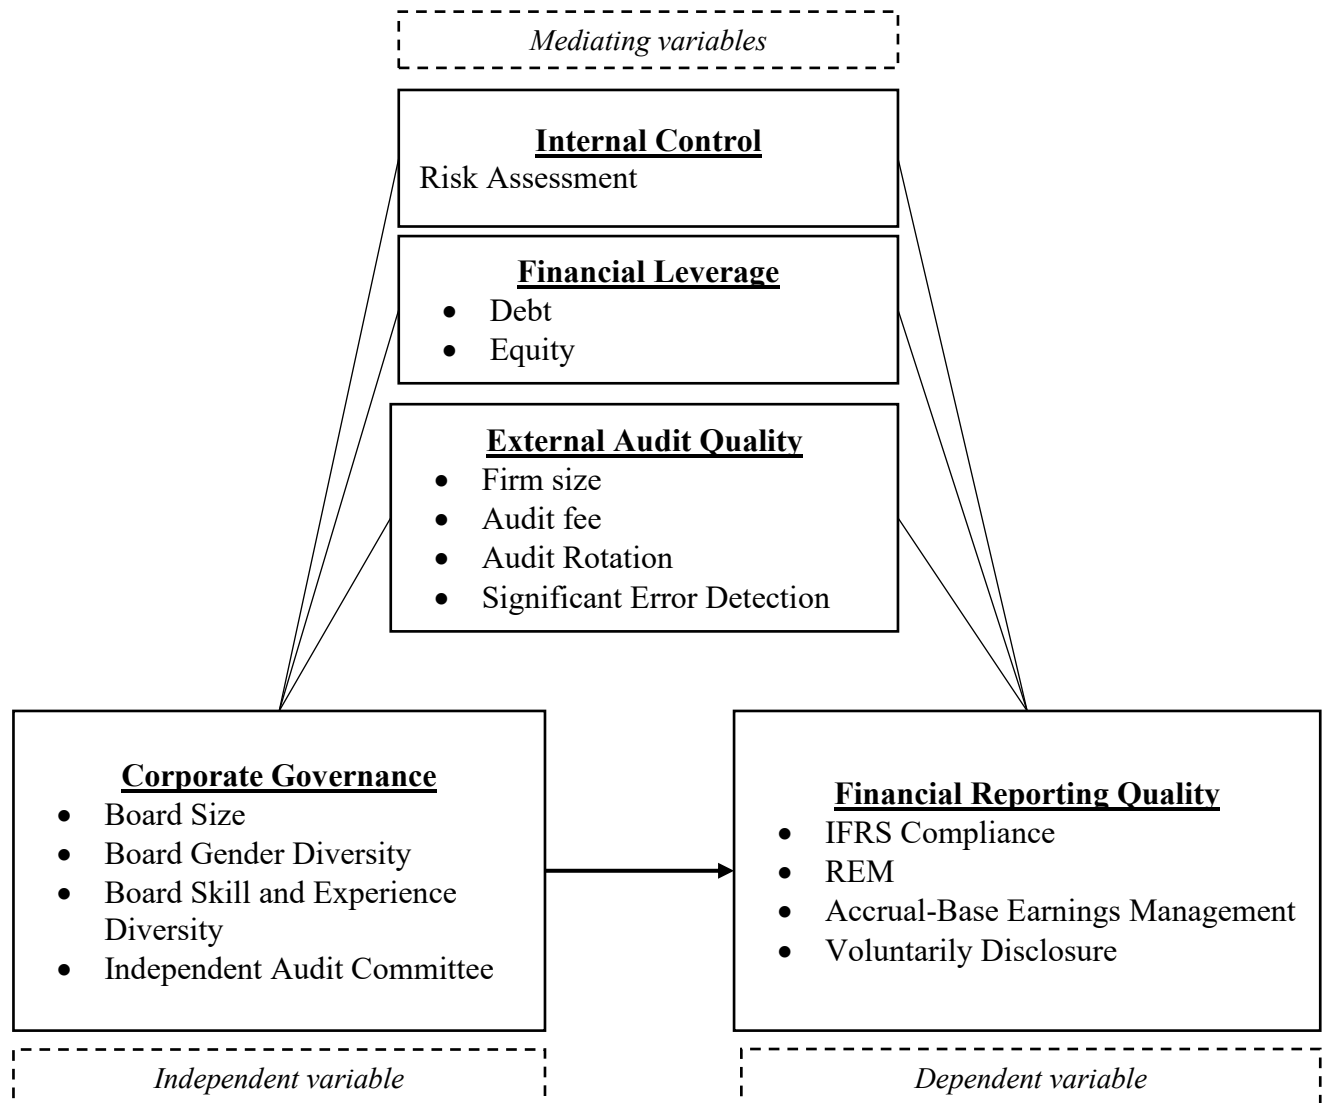 Mediating variables
Internal Control
Risk Assessment
Financial Leverage
• Debt
• Equity
External Audit Quality
• Firm size
• Audit fee
• Audit Rotation
• Significant Error Detection
Corporate Governance
• Board Size
• Board Gender Diversity
• Board Skill and Experience
Diversity
• Independent Audit Committee
Financial Reporting Quality
• IFRS Compliance
• REM
• Accrual-Base Earnings Management
• Voluntarily Disclosure
Independent variable
Dependent variable